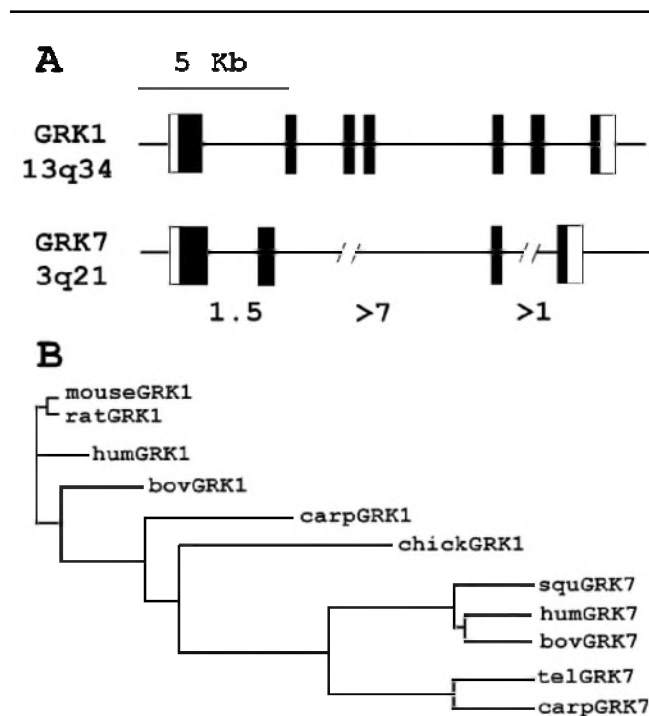 A
5 Kb
GRK1
13q34
GRK7
3q21
1.5 >7 >1
B
mouseGRK1
ratGRK1
humGRK1
bovGRK1
carpGRK1
chickGRK1
squGRK7
humGRK7
bovGRK7
telGRK7
carpGRK7